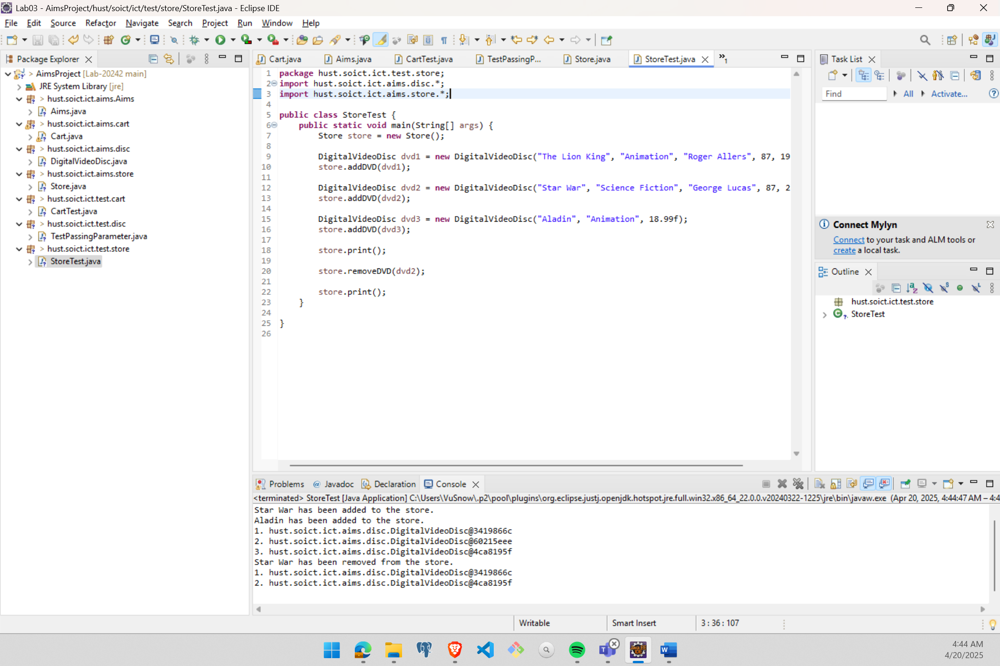 Lab03 - AimsProject/hust/soict/ict/test/store/StoreTest.java - Eclipse IDE
File Edit Source Refactor Navigate Search Project Run Window Help
Package Explorer
> AimsProject [Lab-20242 main]
JRE System Library [jre]
> hust.soict.ict.aims.Aims
Aims.java
> hust.soict.ict.aims.cart
Cart.java
> hust.soict.ict.aims.disc
DigitalVideoDisc.java
> hust.soict.ict.aims.store
Store.java
> hust.soict.ict.test.cart
CartTest.java
> hust.soict.ict.test.disc
TestPassingParameter.java
> hust.soict.ict.test.store
StoreTest.java
Cart.java Aims.java CartTest.java TestPassingP... Store.java StoreTest.java »1
1 package hust.soict.ict.test.store;
2 import hust.soict.ict.aims.disc.*;
3 import hust.soict.ict.aims.store.*;
4
5 public class StoreTest {
6 public static void main(String[] args) {
7 Store store = new Store();
8
9 DigitalVideoDisc dvd1 = new DigitalVideoDisc("The Lion King", "Animation", "Roger Allers", 87, 19
10 store.addDVD(dvd1);
11
12 DigitalVideoDisc dvd2 = new DigitalVideoDisc("Star War", "Science Fiction", "George Lucas", 87, 2
13 store.addDVD(dvd2);
14
15 DigitalVideoDisc dvd3 = new DigitalVideoDisc("Aladin", "Animation", 18.99f);
16 store.addDVD(dvd3);
17
18 store.print();
19
20 store.removeDVD(dvd2);
21
22 store.print();
23 }
24
25 }
26
Task List
Find All Activate...
Connect Mylyn
Connect to your task and ALM tools or
create a local task.
Outline
hust.soict.ict.test.store
StoreTest
Problems @ Javadoc Declaration Console
<terminated> StoreTest [Java Application] C:\Users\VuSnow\.p2\pool\plugins\org.eclipse.justj.openjdk.hotspot.jre.full.win32.x86_64_22.0.0.v20240322-1225\jre\bin\javaw.exe (Apr 20, 2025, 4:44:47 AM – 4:4
Star War has been added to the store.
Aladin has been added to the store.
1. hust.soict.ict.aims.disc.DigitalVideoDisc@3419866c
2. hust.soict.ict.aims.disc.DigitalVideoDisc@60215eee
3. hust.soict.ict.aims.disc.DigitalVideoDisc@4ca8195f
Star War has been removed from the store.
1. hust.soict.ict.aims.disc.DigitalVideoDisc@3419866c
2. hust.soict.ict.aims.disc.DigitalVideoDisc@4ca8195f
Writable Smart Insert 3 : 36 : 107
Java EE
IDE
4:44 AM
4/20/2025